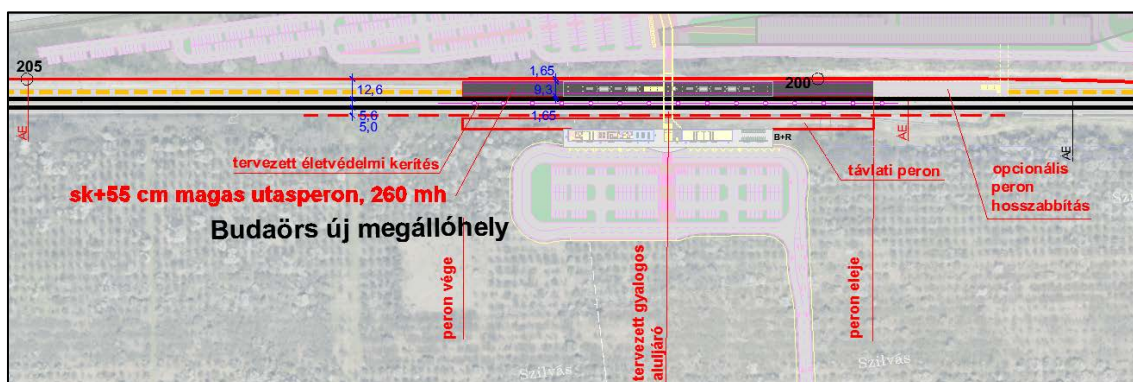 205
1,65
200
12,6
9,3
5,6
1,65
5,0
AE
AE
AE
B+R
tervezett életvédelmi kerítés
távlati peron
opcionális
peron
hosszabbítás
sk+55 cm magas utasperon, 260 mh
Budaörs új megállóhely
peron vége
tervezett gyalogos
aluljáró
peron eleje
Szilvás
Szilvás